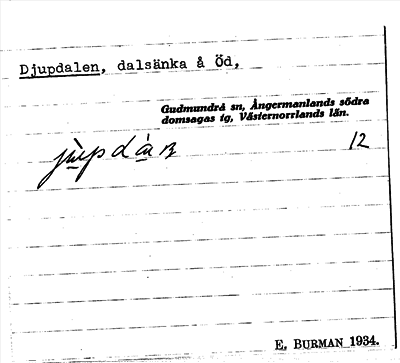 Djupdalen, dalsänka å Öd,
Gudmundrå sn, Ångermanlands södra
domsagas tg, Västernorrlands län.
12
E. BURMAN 1934.